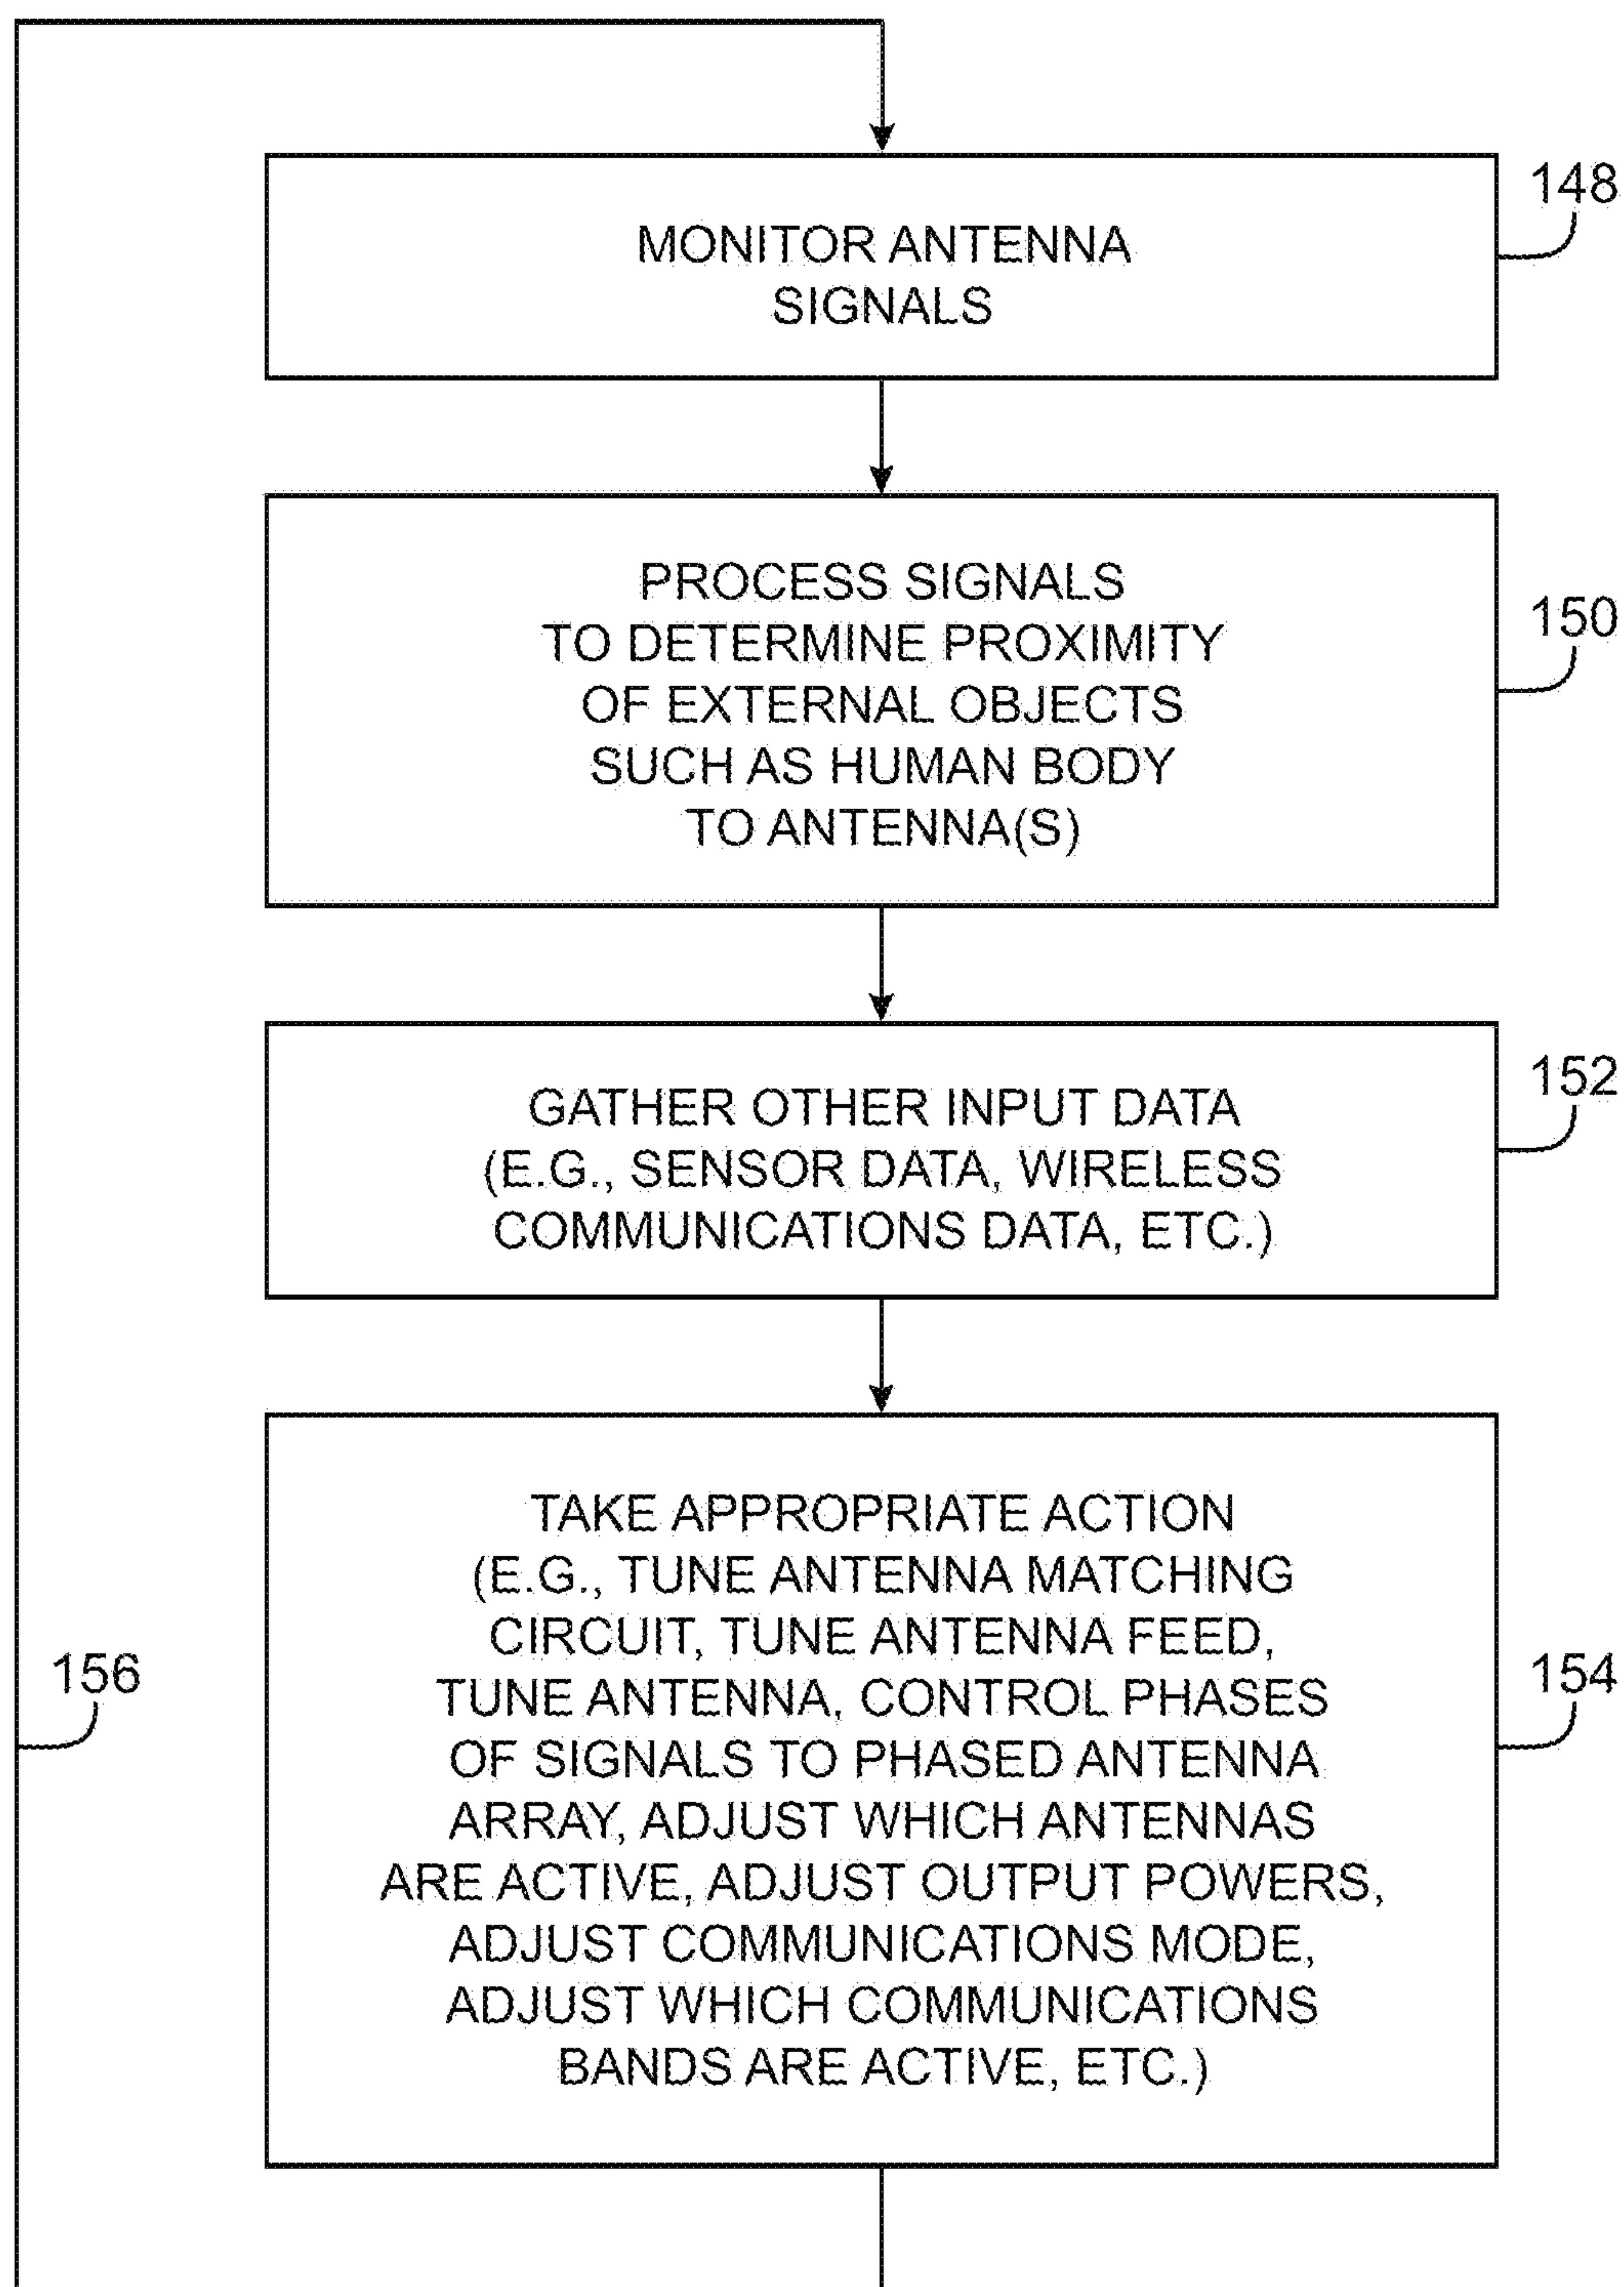 MONITOR ANTENNA
SIGNALS
148
PROCESS SIGNALS
TO DETERMINE PROXIMITY
OF EXTERNAL OBJECTS
SUCH AS HUMAN BODY
TO ANTENNA(S)
150
GATHER OTHER INPUT DATA
(E.G., SENSOR DATA, WIRELESS
COMMUNICATIONS DATA, ETC.)
152
TAKE APPROPRIATE ACTION
(E.G., TUNE ANTENNA MATCHING
CIRCUIT, TUNE ANTENNA FEED,
TUNE ANTENNA, CONTROL PHASES
OF SIGNALS TO PHASED ANTENNA
ARRAY, ADJUST WHICH ANTENNAS
ARE ACTIVE, ADJUST OUTPUT POWERS,
ADJUST COMMUNICATIONS MODE,
ADJUST WHICH COMMUNICATIONS
BANDS ARE ACTIVE, ETC.)
154
156